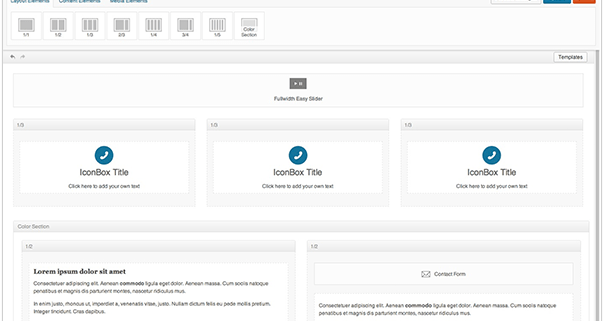 Layout Elements Content Elements Media Elements
1/1 1/2 1/3 2/3 1/4 3/4 1/5 Color Section
Templates
Fullwidth Easy Slider
1/3 1/3 1/3
IconBox Title IconBox Title IconBox Title
Click here to add your own text Click here to add your own text Click here to add your own text
Color Section
1/2 1/2
Lorem ipsum dolor sit amet
Consectetuer adipiscing elit. Aenean commodo ligula eget dolor. Aenean massa. Cum sociis natoque
penatibus et magnis dis parturient montes, nascetur ridiculus mus.
In enim justo, rhoncus ut, imperdiet a, venenatis vitae, justo. Nullam dictum felis eu pede mollis pretium.
Integer tincidunt. Cras dapibus.
Contact Form
Consectetuer adipiscing elit. Aenean commodo ligula eget dolor. Aenean massa. Cum sociis natoque
penatibus et magnis dis parturient montes, nascetur ridiculus mus.